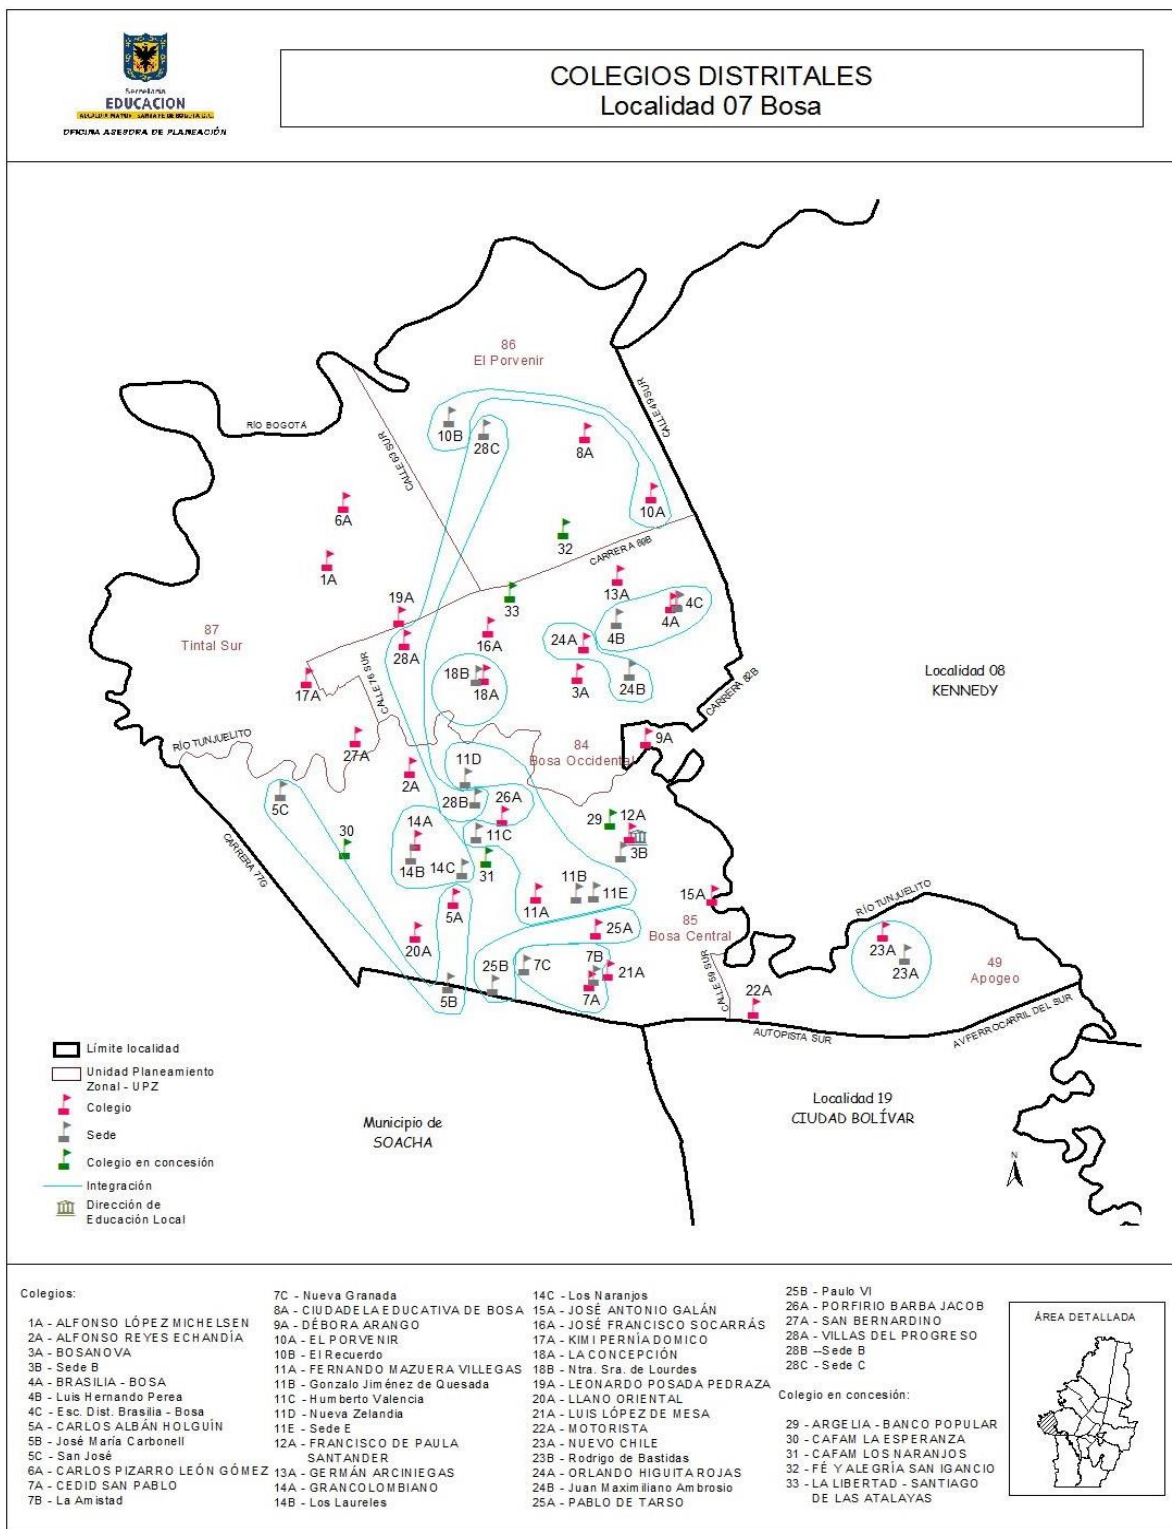 Secretaría
EDUCACION
ALCALDIA MAYOR SANTA FE DE BOGOTA D.C.
OFICINA ASESORA DE PLANEACIÓN
COLEGIOS DISTRITALES
Localidad 07 Bosa
86
El Porvenir
CALLE 49 SUR
RÍO BOGOTÁ
CALLE 63 SUR
10B
28C
8A
10A
6A
32
CARRERA 80B
1A
13A
19A
33
4C
4A
4B
87
Tintal Sur
28A
16A
24A
18B
18A
3A
24B
17A
CALLE 76 SUR
Localidad 08
KENNEDY
CARRERA 82B
RÍO TUNJUELITO
27A
84
Bosa Occidental
9A
11D
2A
28B
26A
5C
30
14A
11C
29
12A
3B
14B
14C
31
CARRERA 77G
11B
11E
15A
5A
11A
RÍO TUNJUELITO
85
Bosa Central
25A
20A
23A
23A
49
Apogeo
25B
7C
7B
21A
7A
5B
CALLE 59 SUR
22A
AUTOPISTA SUR
AVFERROCARRIL DEL SUR
Límite localidad
Unidad Planeamiento
Zonal - UPZ
Colegio
Sede
Colegio en concesión
Integración
Dirección de
Educación Local
Municipio de
SOACHA
Localidad 19
CIUDAD BOLÍVAR
N
Colegios:
1A - ALFONSO LÓPEZ MICHELSEN
2A - ALFONSO REYES ECHANDÍA
3A - BOSANOVA
3B - Sede B
4A - BRASILIA - BOSA
4B - Luis Hernando Perea
4C - Esc. Dist. Brasilia - Bosa
5A - CARLOS ALBÁN HOLGUÌN
5B - José María Carbonell
5C - San José
6A - CARLOS PIZARRO LEÓN GÓMEZ
7A - CEDID SAN PABLO
7B - La Amistad
7C - Nueva Granada
8A - CIUDADELA EDUCATIVA DE BOSA
9A - DÉBORA ARANGO
10A - EL PORVENIR
10B - El Recuerdo
11A - FERNANDO MAZUERA VILLEGAS
11B - Gonzalo Jiménez de Quesada
11C - Humberto Valencia
11D - Nueva Zelandia
11E - Sede E
12A - FRANCISCO DE PAULA
SANTANDER
13A - GERMÁN ARCINIEGAS
14A - GRANCOLOMBIANO
14B - Los Laureles
14C - Los Naranjos
15A - JOSÉ ANTONIO GALÁN
16A - JOSÉ FRANCISCO SOCARRÁS
17A - KIMI PERNÍA DOMICO
18A - LA CONCEPCIÓN
18B - Ntra. Sra. de Lourdes
19A - LEONARDO POSADA PEDRAZA
20A - LLANO ORIENTAL
21A - LUIS LÓPEZ DE MESA
22A - MOTORISTA
23A - NUEVO CHILE
23B - Rodrigo de Bastidas
24A - ORLANDO HIGUITA ROJAS
24B - Juan Maximiliano Ambrosio
25A - PABLO DE TARSO
25B - Paulo VI
26A - PORFIRIO BARBA JACOB
27A - SAN BERNARDINO
28A - VILLAS DEL PROGRESO
28B --Sede B
28C - Sede C
Colegio en concesión:
29 - ARGELIA - BANCO POPULAR
30 - CAFAM LA ESPERANZA
31 - CAFAM LOS NARANJOS
32 - FÉ Y ALEGRÍA SAN IGANCIO
33 - LA LIBERTAD - SANTIAGO
DE LAS ATALAYAS
ÁREA DETALLADA